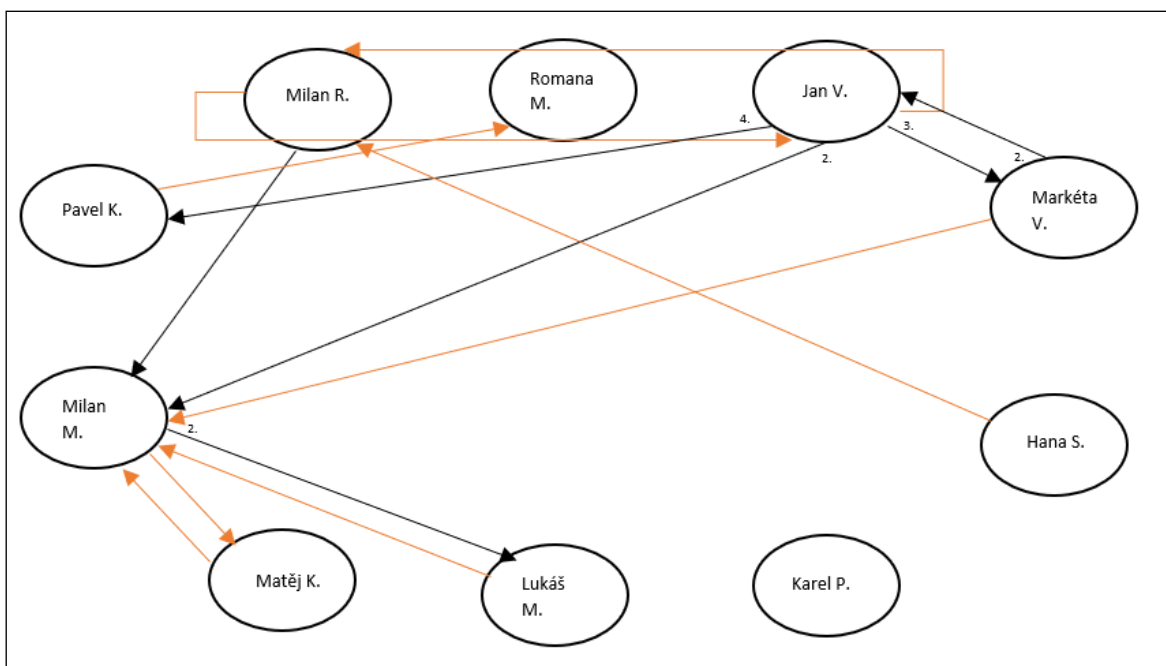 Milan R.
Romana
M.
Jan V.
4.
3.
2.
2.
Pavel K.
Markéta
V.
Milan
M.
2.
Hana S.
Matěj K.
Lukáš
M.
Karel P.